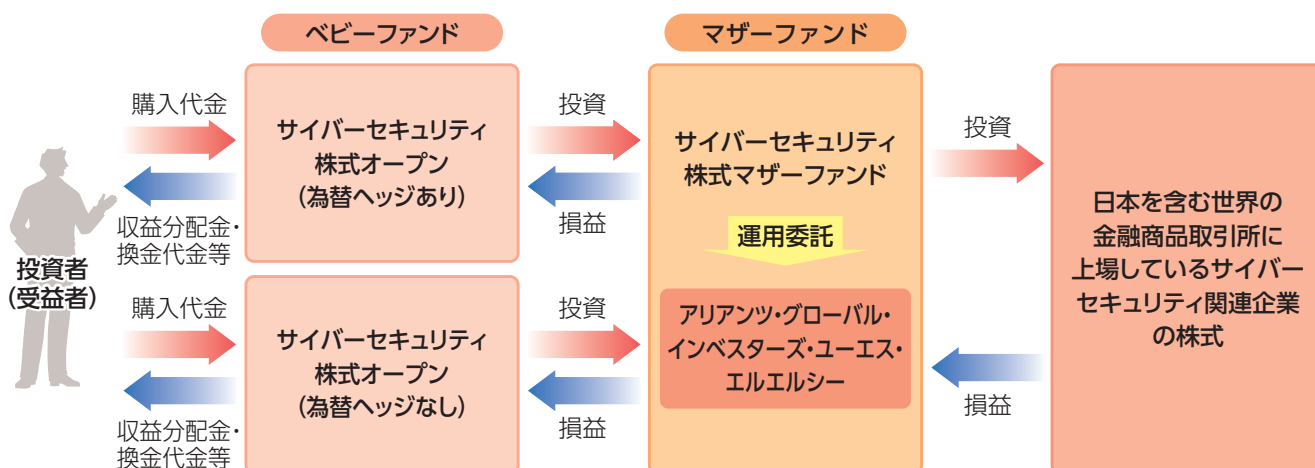 ベビーファンド
マザーファンド
購入代金
収益分配金・
換金代金等
投資者
(受益者)
購入代金
収益分配金・
換金代金等
サイバーセキュリティ
株式オープン
(為替ヘッジあり)
サイバーセキュリティ
株式オープン
(為替ヘッジなし)
投資
損益
投資
損益
サイバーセキュリティ
株式マザーファンド
運用委託
アリアンツ・グローバル・
インベスターズ・ユーエス・
エルエルシー
投資
損益
日本を含む世界の
金融商品取引所に
上場しているサイバー
セキュリティ関連企業
の株式